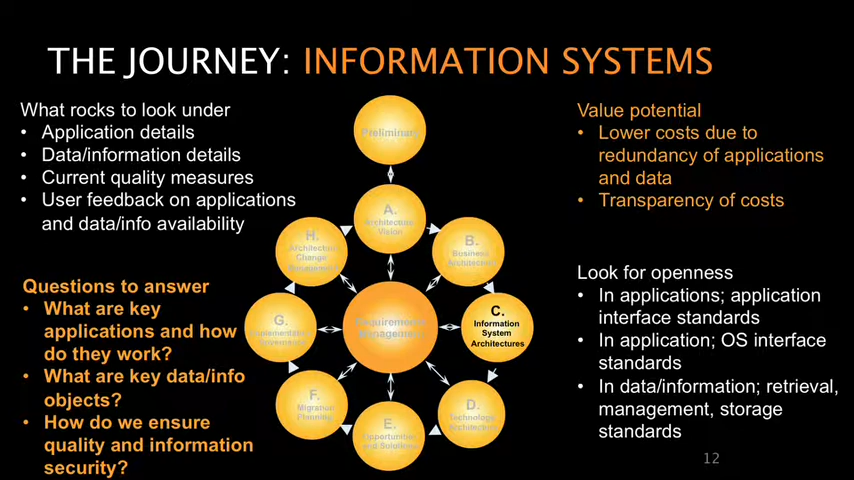 THE JOURNEY: INFORMATION SYSTEMS
What rocks to look under
• Application details
• Data/information details
• Current quality measures
• User feedback on applications
and data/info availability
Questions to answer
• What are key
applications and how
do they work?
• What are key data/info
objects?
• How do we ensure
quality and information
security?
Preliminary
A.
Architecture
Vision
B.
Business
Architecture
C.
Information
System
Architectures
D.
Technology
Architecture
E.
Opportunities
and Solutions
F.
Migration
Planning
G.
Implementation
Governance
H.
Architecture
Change
Management
Requirements
Management
Value potential
• Lower costs due to
redundancy of applications
and data
• Transparency of costs
Look for openness
• In applications; application
interface standards
• In application; OS interface
standards
• In data/information; retrieval,
management, storage
standards
12